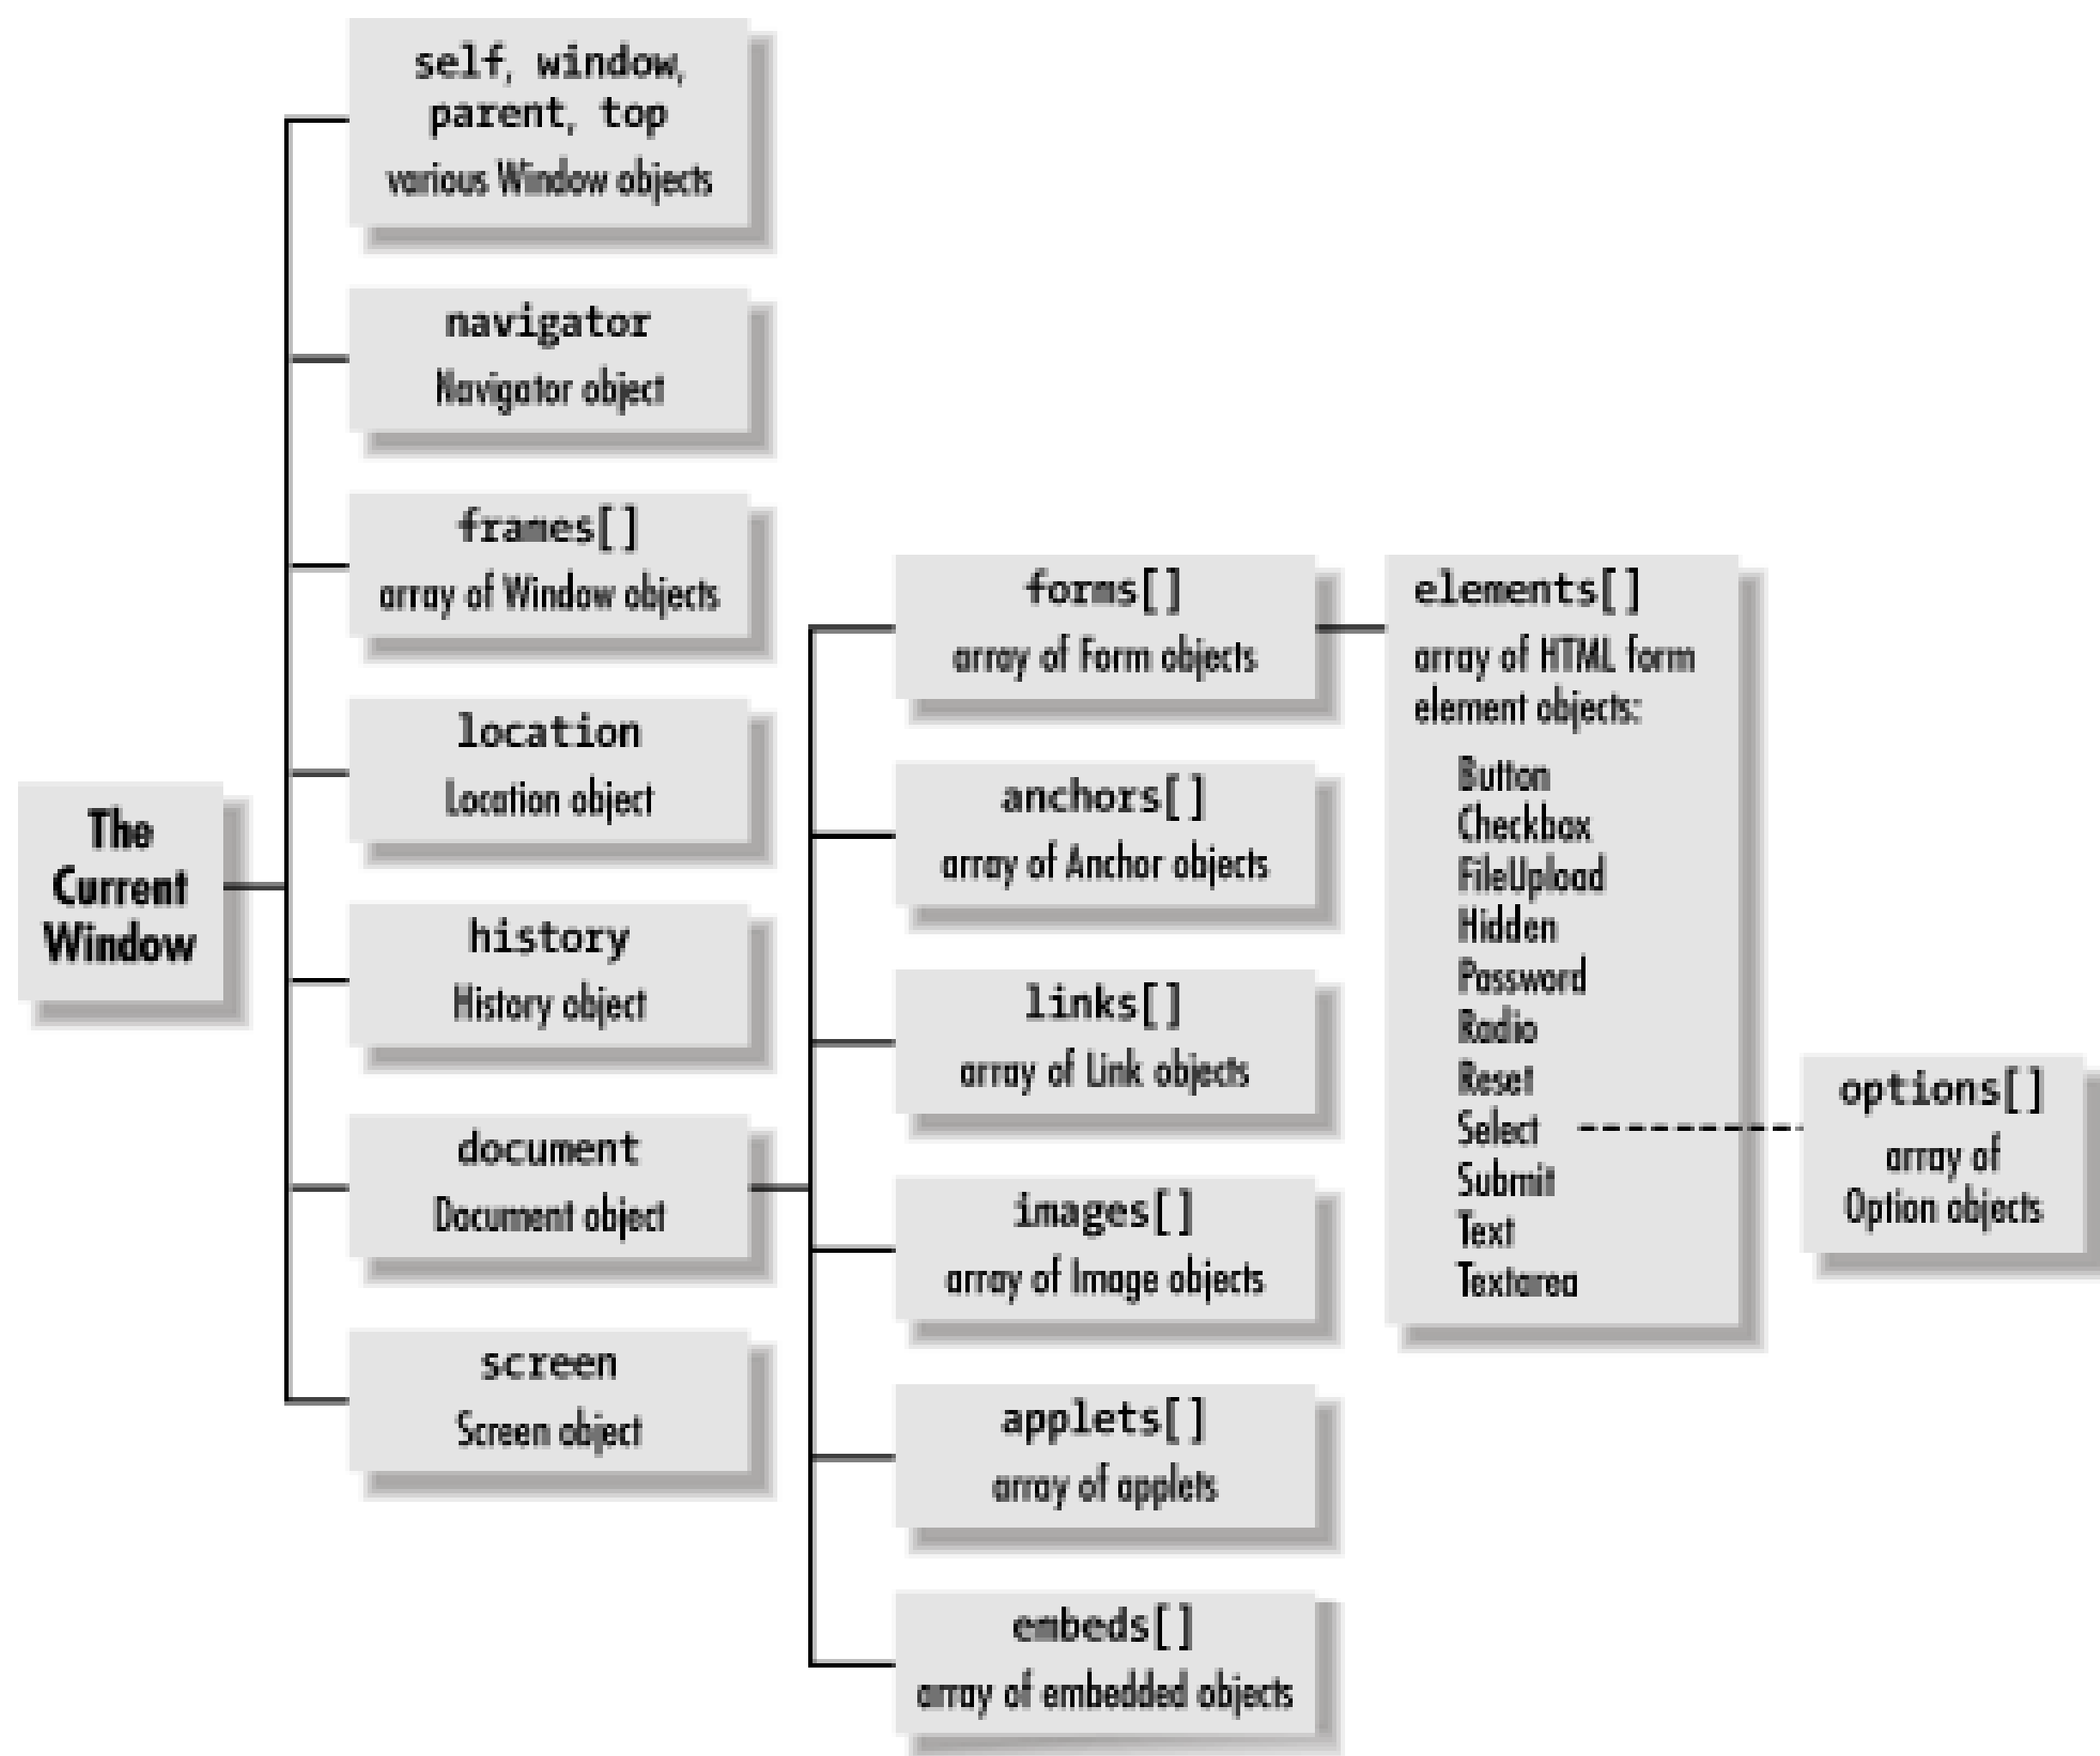 The
Current
Window
self, window,
parent, top
various Window objects
navigator
Navigator object
frames[]
array of Window objects
location
Location object
history
History object
document
Document object
screen
Screen object
forms[]
array of Form objects
anchors[]
array of Anchor objects
links[]
array of Link objects
images[]
array of Image objects
applets[]
array of applets
embeds[]
array of embedded objects
elements[]
array of HTML form
element objects:
Button
Checkbox
FileUpload
Hidden
Password
Radio
Reset
Select
Submit
Text
Textarea
options[]
array of
Option objects